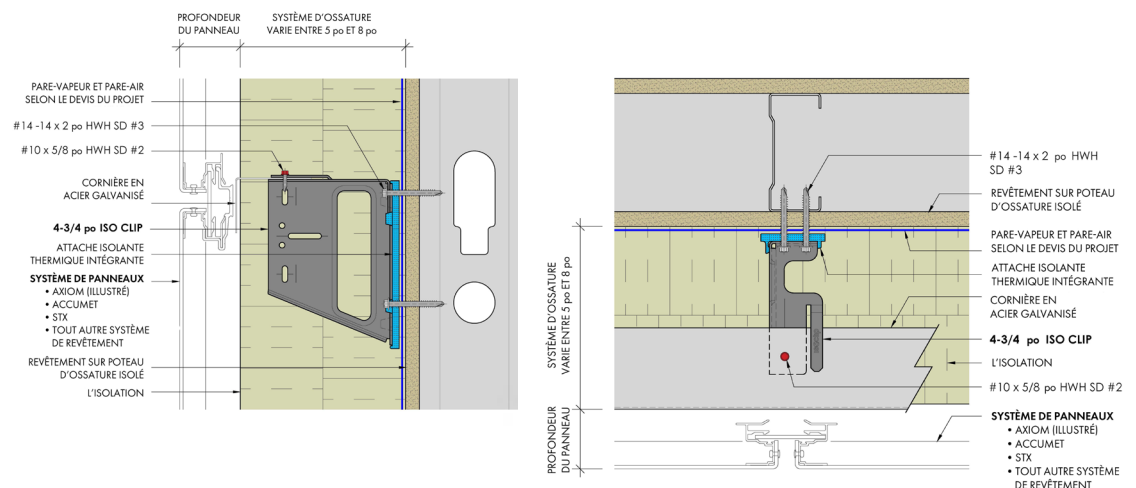 PROFONDEUR
DU PANNEAU
SYSTÈME D'OSSATURE
VARIE ENTRE 5 po ET 8 po
PARE-VAPEUR ET PARE-AIR
SELON LE DEVIS DU PROJET
#14 -14 x 2 po HWH SD #3
#10 x 5/8 po HWH SD #2
CORNIÈRE EN
ACIER GALVANISÉ
4-3/4 po ISO CLIP
ATTACHE ISOLANTE
THERMIQUE INTÉGRANTE
SYSTÈME DE PANNEAUX
• AXIOM (ILLUSTRÉ)
• ACCUMET
• STX
• TOUT AUTRE SYSTÈME
DE REVÊTEMENT
REVÊTEMENT SUR POTEAU
D'OSSATURE ISOLÉ
L'ISOLATION
SYSTÈME D'OSSATURE
VARIE ENTRE 5 po ET 8 po
PROFONDEUR
DU PANNEAU
#14 -14 x 2 po HWH
SD #3
REVÊTEMENT SUR POTEAU
D'OSSATURE ISOLÉ
PARE-VAPEUR ET PARE-AIR
SELON LE DEVIS DU PROJET
ATTACHE ISOLANTE
THERMIQUE INTÉGRANTE
CORNIÈRE EN
ACIER GALVANISÉ
4-3/4 po ISO CLIP
L'ISOLATION
#10 x 5/8 po HWH SD #2
SYSTÈME DE PANNEAUX
• AXIOM (ILLUSTRÉ)
• ACCUMET
• STX
• TOUT AUTRE SYSTÈME
DE REVÊTEMENT